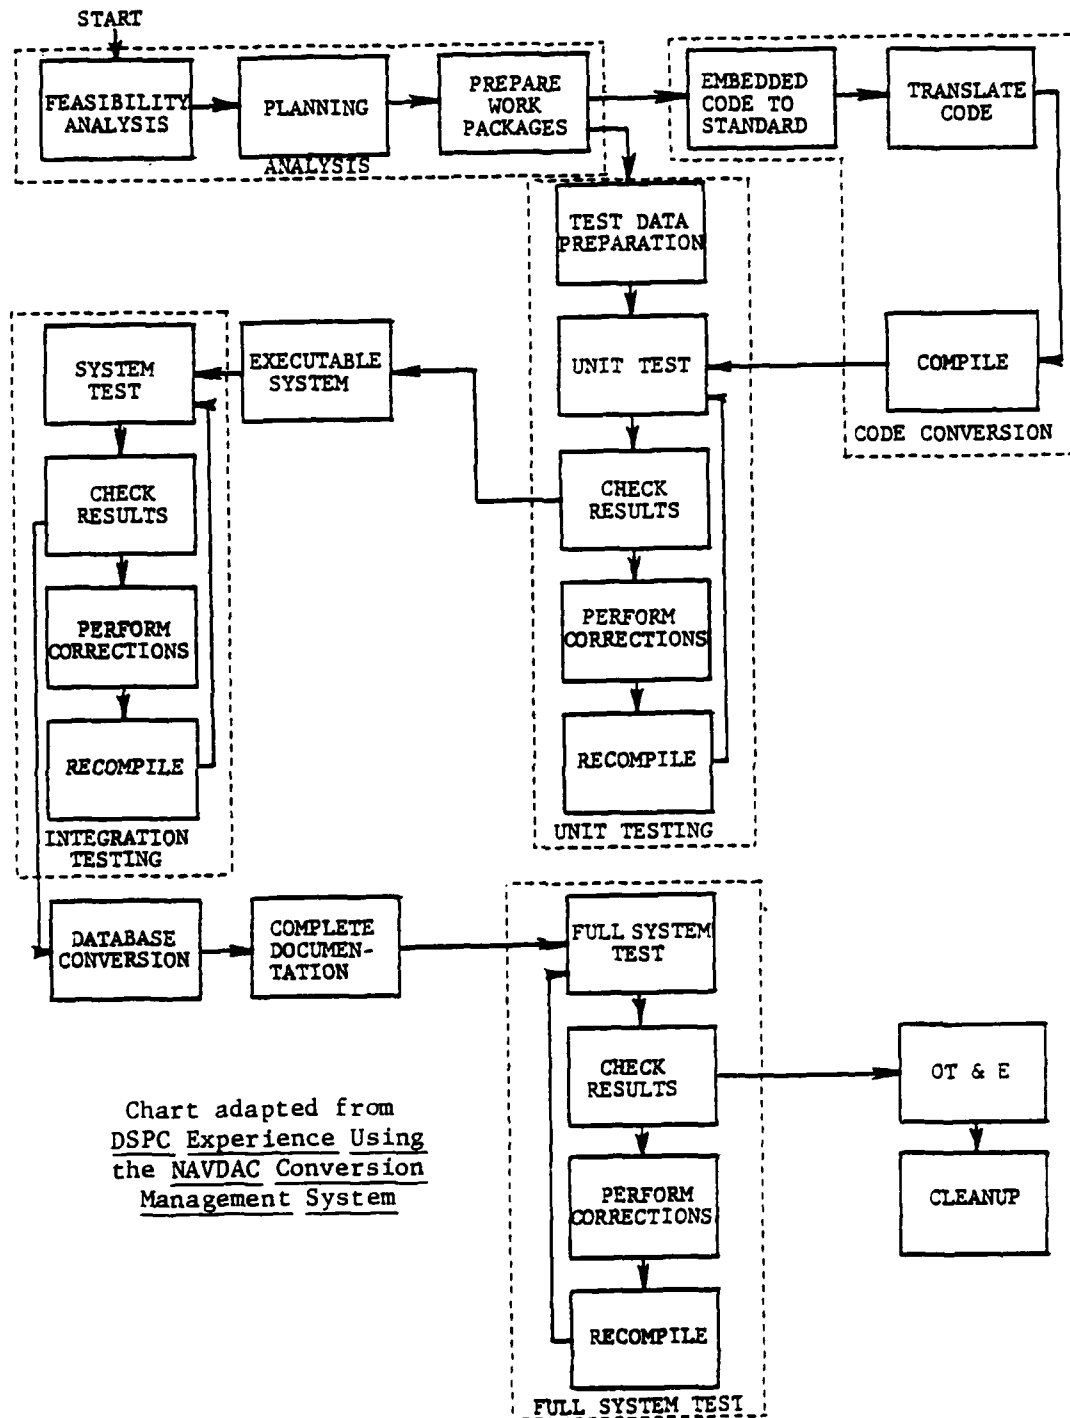 START
FEASIBILITY
ANALYSIS
PLANNING
PREPARE
WORK
PACKAGES
ANALYSIS
EMBEDDED
CODE TO
STANDARD
TRANSLATE
CODE
COMPILE
CODE CONVERSION
TEST DATA
PREPARATION
UNIT TEST
CHECK
RESULTS
PERFORM
CORRECTIONS
RECOMPILE
UNIT TESTING
EXECUTABLE
SYSTEM
SYSTEM
TEST
CHECK
RESULTS
PERFORM
CORRECTIONS
RECOMPILE
INTEGRATION
TESTING
DATABASE
CONVERSION
COMPLETE
DOCUMEN-
TATION
FULL SYSTEM
TEST
CHECK
RESULTS
PERFORM
CORRECTIONS
RECOMPILE
FULL SYSTEM TEST
OT & E
CLEANUP
Chart adapted from
DSPC Experience Using
the NAVDAC Conversion
Management System